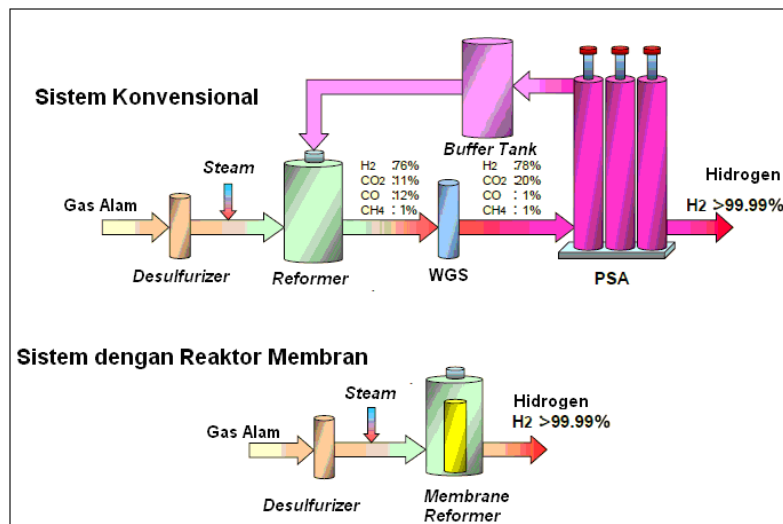 Sistem Konvensional
Buffer Tank
Steam
Gas Alam
Desulfurizer
Reformer
H2 :76%
CO2 :11%
CO :12%
CH4 : 1%
WGS
H2 :78%
CO2 :20%
CO : 1%
CH4 : 1%
PSA
Hidrogen
H2 >99.99%
Sistem dengan Reaktor Membran
Steam
Gas Alam
Desulfurizer
Membrane
Reformer
Hidrogen
H2 >99.99%